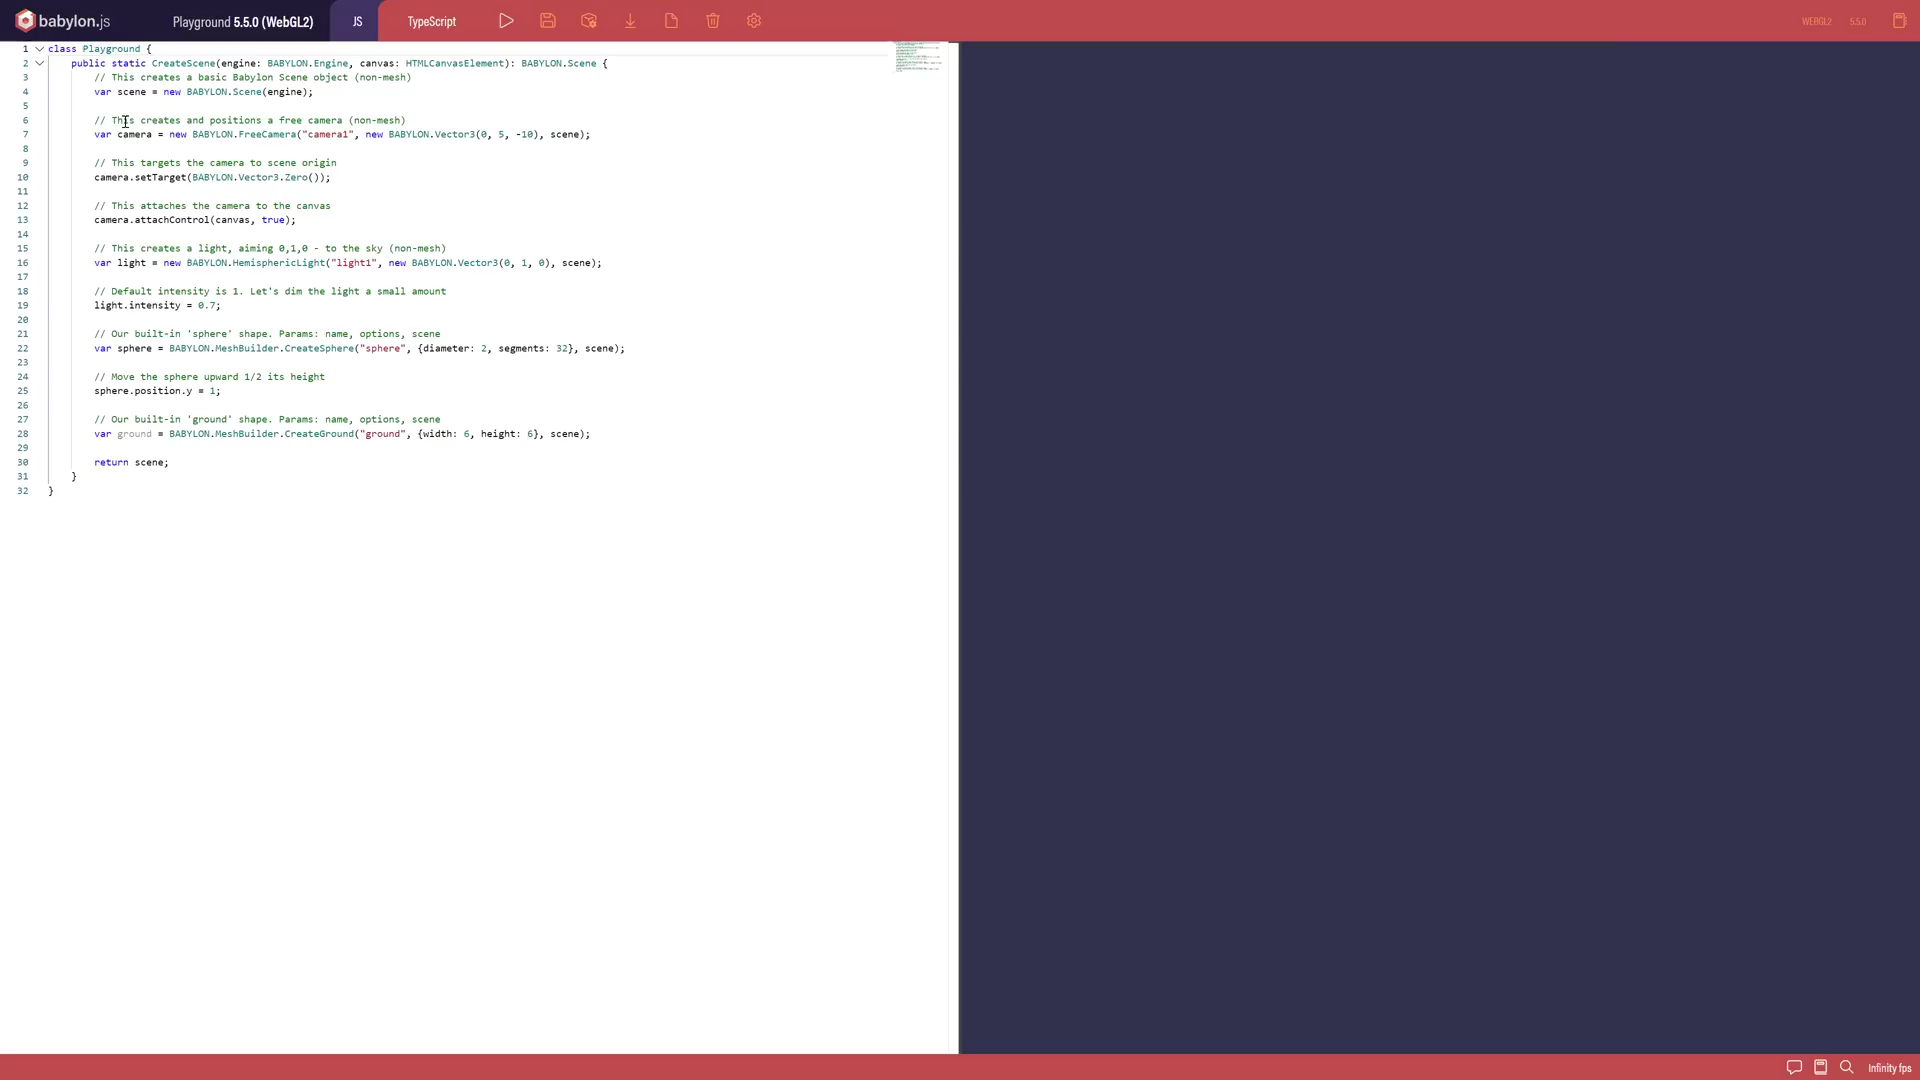 babylon.js Playground 5.5.0 (WebGL2) JS TypeScript WEBGL2 5.5.0
1 class Playground {
2 public static CreateScene(engine: BABYLON.Engine, canvas: HTMLCanvasElement): BABYLON.Scene {
3 // This creates a basic Babylon Scene object (non-mesh)
4 var scene = new BABYLON.Scene(engine);
5
6 // This creates and positions a free camera (non-mesh)
7 var camera = new BABYLON.FreeCamera("camera1", new BABYLON.Vector3(0, 5, -10), scene);
8
9 // This targets the camera to scene origin
10 camera.setTarget(BABYLON.Vector3.Zero());
11
12 // This attaches the camera to the canvas
13 camera.attachControl(canvas, true);
14
15 // This creates a light, aiming 0,1,0 - to the sky (non-mesh)
16 var light = new BABYLON.HemisphericLight("light1", new BABYLON.Vector3(0, 1, 0), scene);
17
18 // Default intensity is 1. Let's dim the light a small amount
19 light.intensity = 0.7;
20
21 // Our built-in 'sphere' shape. Params: name, options, scene
22 var sphere = BABYLON.MeshBuilder.CreateSphere("sphere", {diameter: 2, segments: 32}, scene);
23
24 // Move the sphere upward 1/2 its height
25 sphere.position.y = 1;
26
27 // Our built-in 'ground' shape. Params: name, options, scene
28 var ground = BABYLON.MeshBuilder.CreateGround("ground", {width: 6, height: 6}, scene);
29
30 return scene;
31 }
32 }
Infinity fps